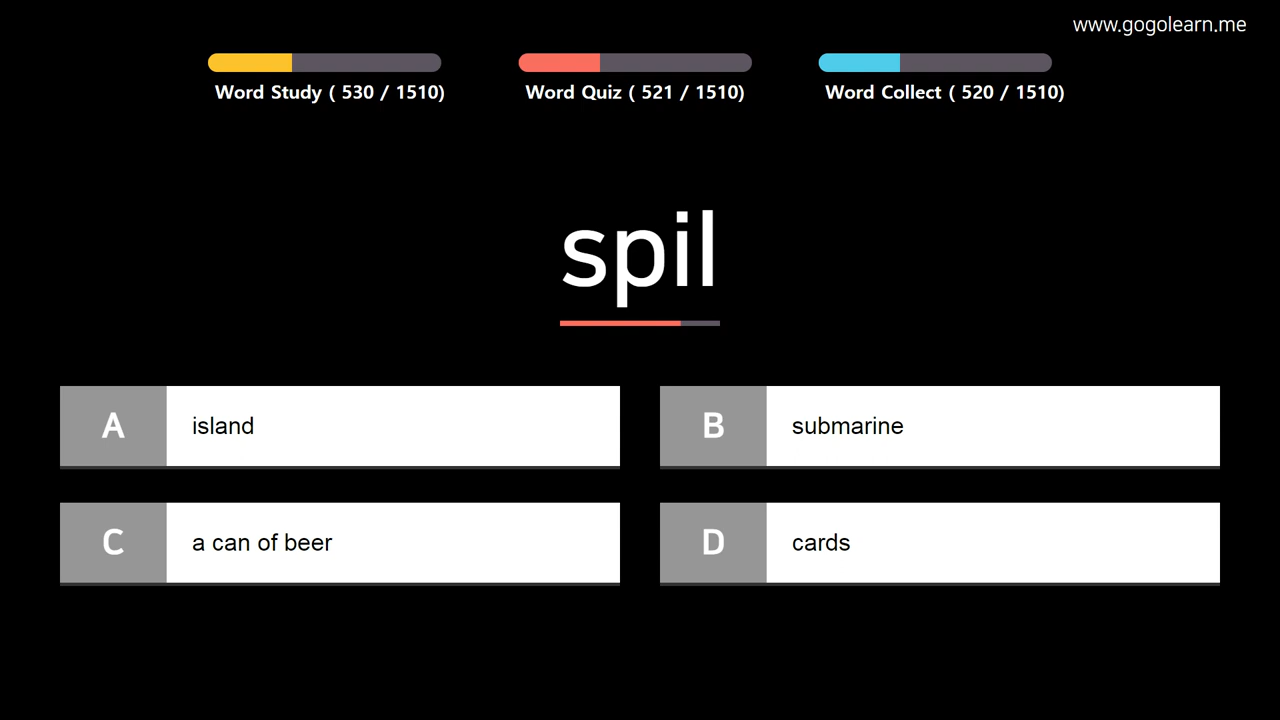 www.gogolearn.me
Word Study ( 530 / 1510)
Word Quiz ( 521 / 1510)
Word Collect ( 520 / 1510)
spil
A
island
B
submarine
C
a can of beer
D
cards